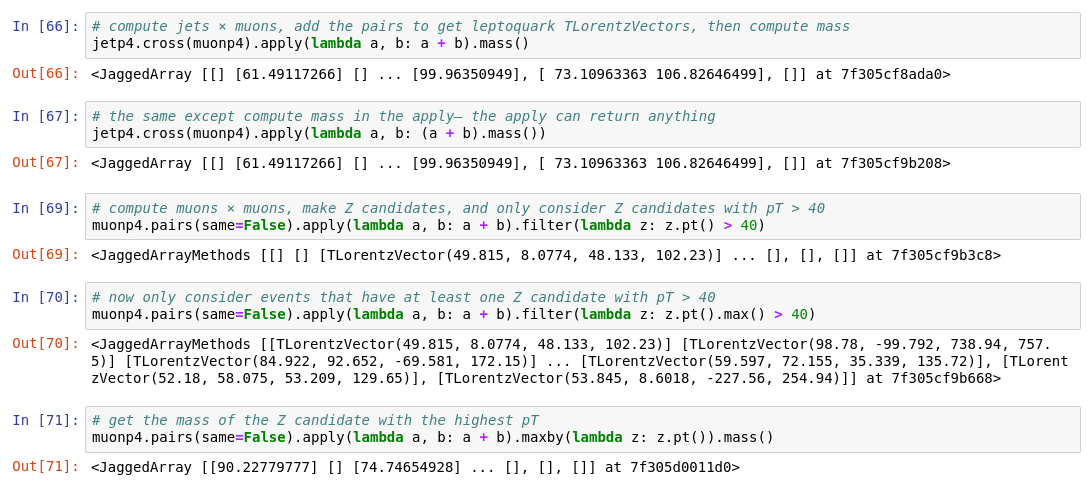 In [66]: # compute jets × muons, add the pairs to get leptoquark TLorentzVectors, then compute mass
jetp4.cross(muonp4).apply(lambda a, b: a + b).mass()
Out[66]: <JaggedArray [[] [61.49117266] [] ... [99.96350949], [ 73.10963363 106.82646499], []] at 7f305cf8ada0>
In [67]: # the same except compute mass in the apply— the apply can return anything
jetp4.cross(muonp4).apply(lambda a, b: (a + b).mass())
Out[67]: <JaggedArray [[] [61.49117266] [] ... [99.96350949], [ 73.10963363 106.82646499], []] at 7f305cf9b208>
In [69]: # compute muons × muons, make Z candidates, and only consider Z candidates with pT > 40
muonp4.pairs(same=False).apply(lambda a, b: a + b).filter(lambda z: z.pt() > 40)
Out[69]: <JaggedArrayMethods [[] [] [TLorentzVector(49.815, 8.0774, 48.133, 102.23)] ... [], [], []] at 7f305cf9b3c8>
In [70]: # now only consider events that have at least one Z candidate with pT > 40
muonp4.pairs(same=False).apply(lambda a, b: a + b).filter(lambda z: z.pt().max() > 40)
Out[70]: <JaggedArrayMethods [[TLorentzVector(49.815, 8.0774, 48.133, 102.23)] [TLorentzVector(98.78, -99.792, 738.94, 757.
5)] [TLorentzVector(84.922, 92.652, -69.581, 172.15)] ... [TLorentzVector(59.597, 72.155, 35.339, 135.72)], [TLorent
zVector(52.18, 58.075, 53.209, 129.65)], [TLorentzVector(53.845, 8.6018, -227.56, 254.94)]] at 7f305cf9b668>
In [71]: # get the mass of the Z candidate with the highest pT
muonp4.pairs(same=False).apply(lambda a, b: a + b).maxby(lambda z: z.pt()).mass()
Out[71]: <JaggedArray [[90.22779777] [] [74.74654928] ... [], [], []] at 7f305d0011d0>